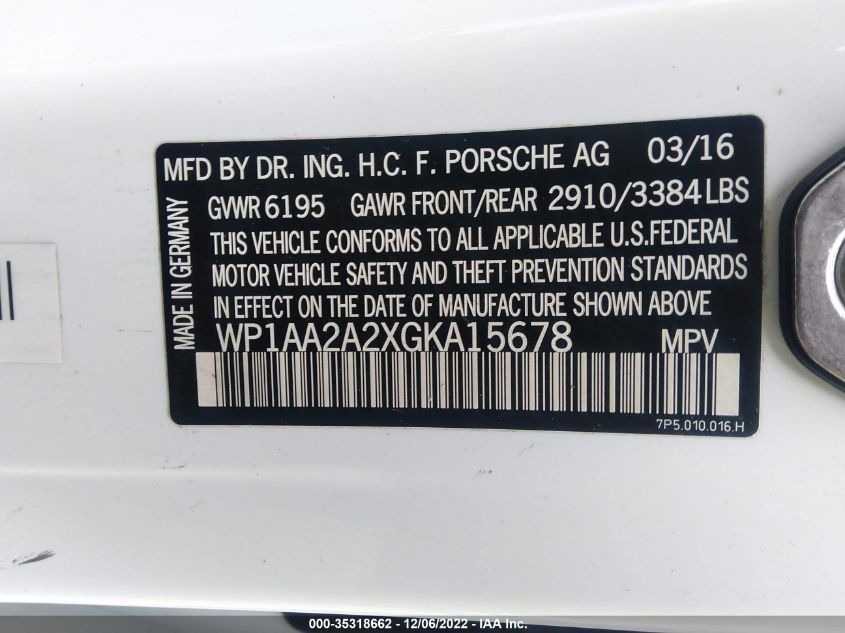 MFD BY DR. ING. H.C. F. PORSCHE AG 03/16
GVWR 6195 GAWR FRONT/REAR 2910/3384 LBS
THIS VEHICLE CONFORMS TO ALL APPLICABLE U.S.FEDERAL
MOTOR VEHICLE SAFETY AND THEFT PREVENTION STANDARDS
IN EFFECT ON THE DATE OF MANUFACTURE SHOWN ABOVE
WP1AA2A2XGKA15678 MPV
7P5.010.016.H
MADE IN GERMANY
000-35318662 - 12/06/2022 - IAA Inc.